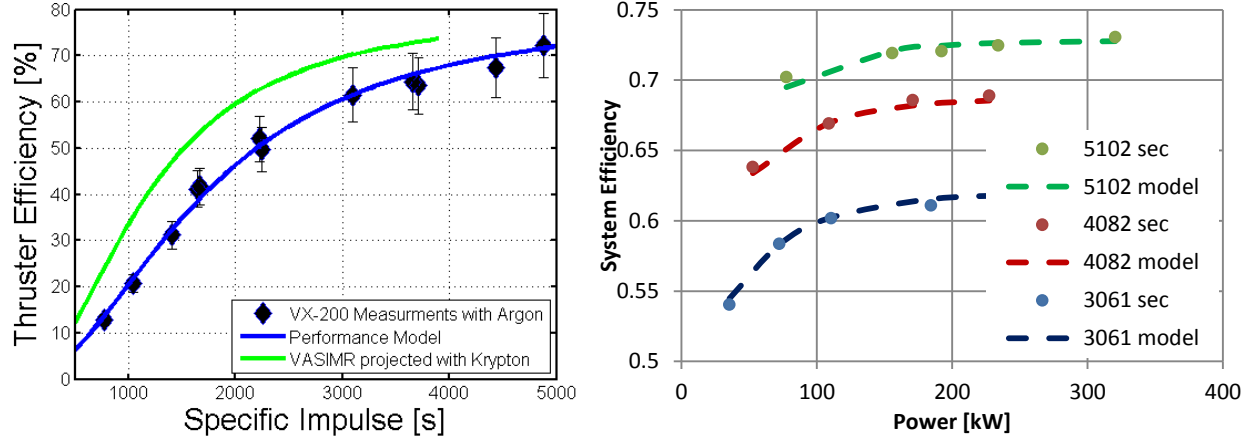 80
70
60
50
40
30
20
10
0
1000
2000
3000
4000
5000
Thruster Efficiency [%]
Specific Impulse [s]
VX-200 Measurments with Argon
Performance Model
VASIMR projected with Krypton
0.75
0.7
0.65
0.6
0.55
0.5
0
100
200
300
400
System Efficiency
Power [kW]
5102 sec
5102 model
4082 sec
4082 model
3061 sec
3061 model